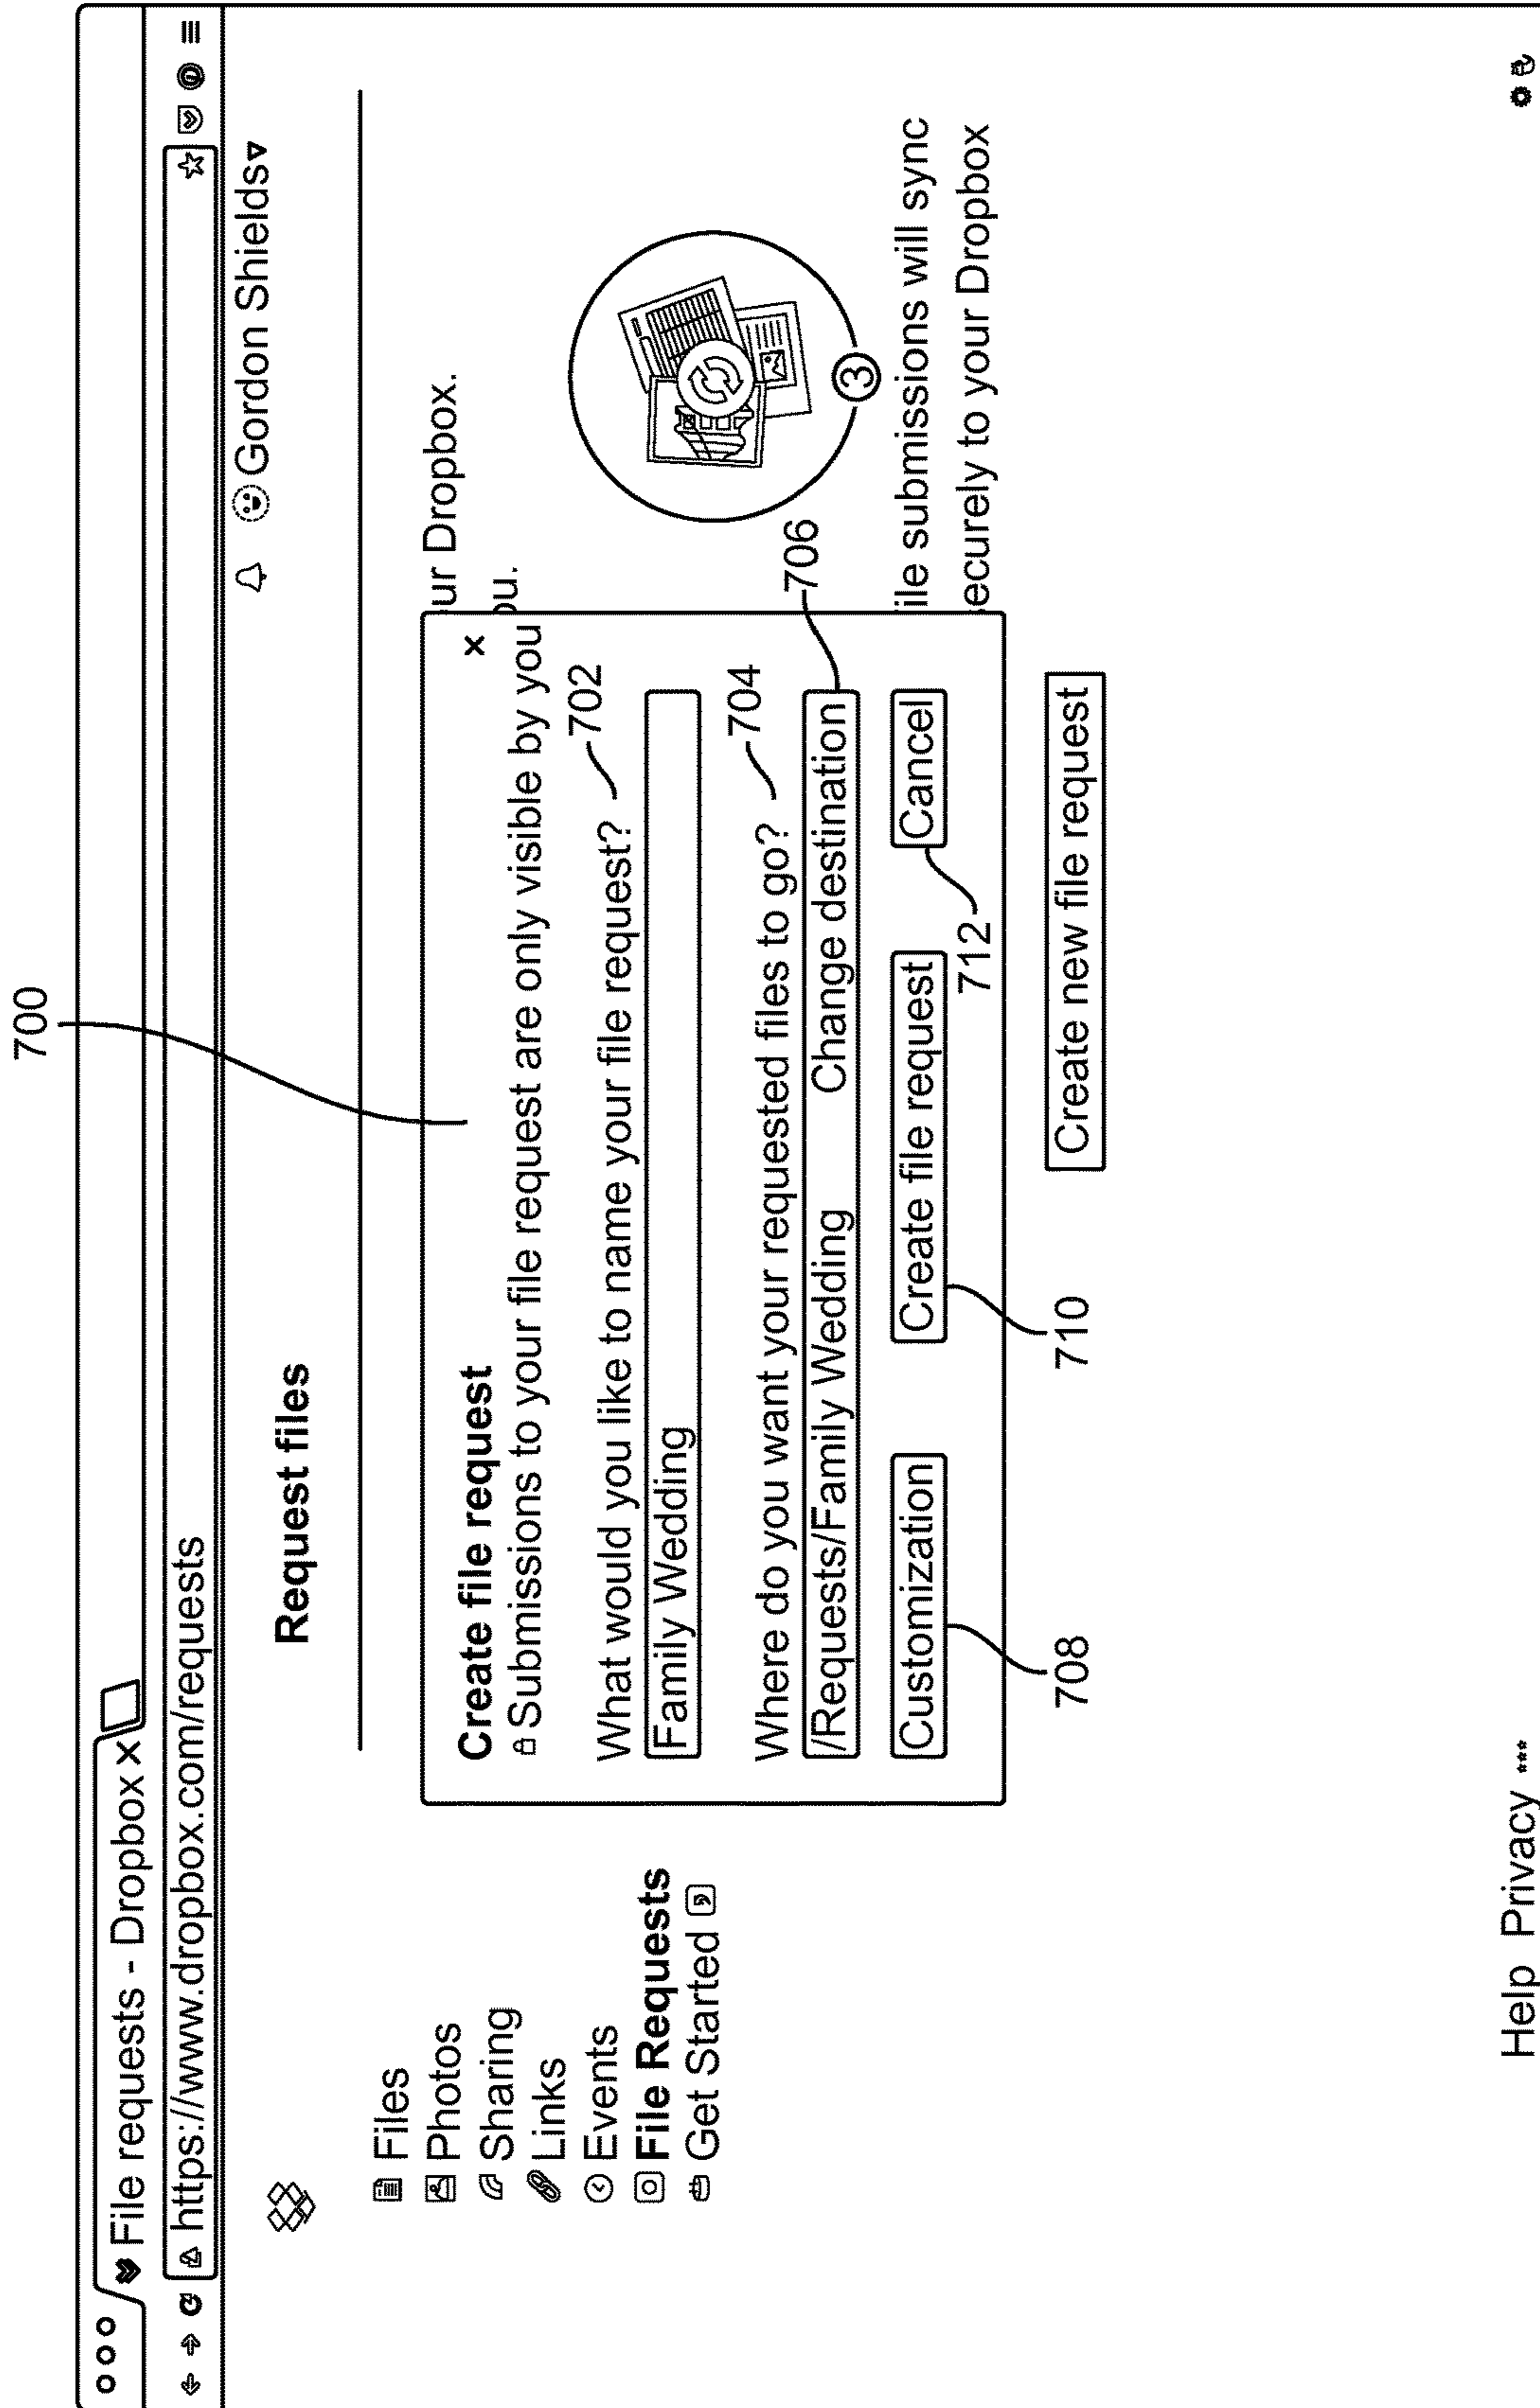 700
File requests - Dropbox X
https://www.dropbox.com/requests
Gordon Shields
Request files
Files
Photos
Sharing
Links
Events
File Requests
Get Started
ur Dropbox.
ou.
Create file request x
Submissions to your file request are only visible by you
What would you like to name your file request? 702
Family Wedding
Where do you want your requested files to go? 704
/Requests/Family Wedding Change destination 706
Customization Create file request Cancel
708 710 712
3
ile submissions will sync
ecurely to your Dropbox
Create new file request
Help Privacy ***